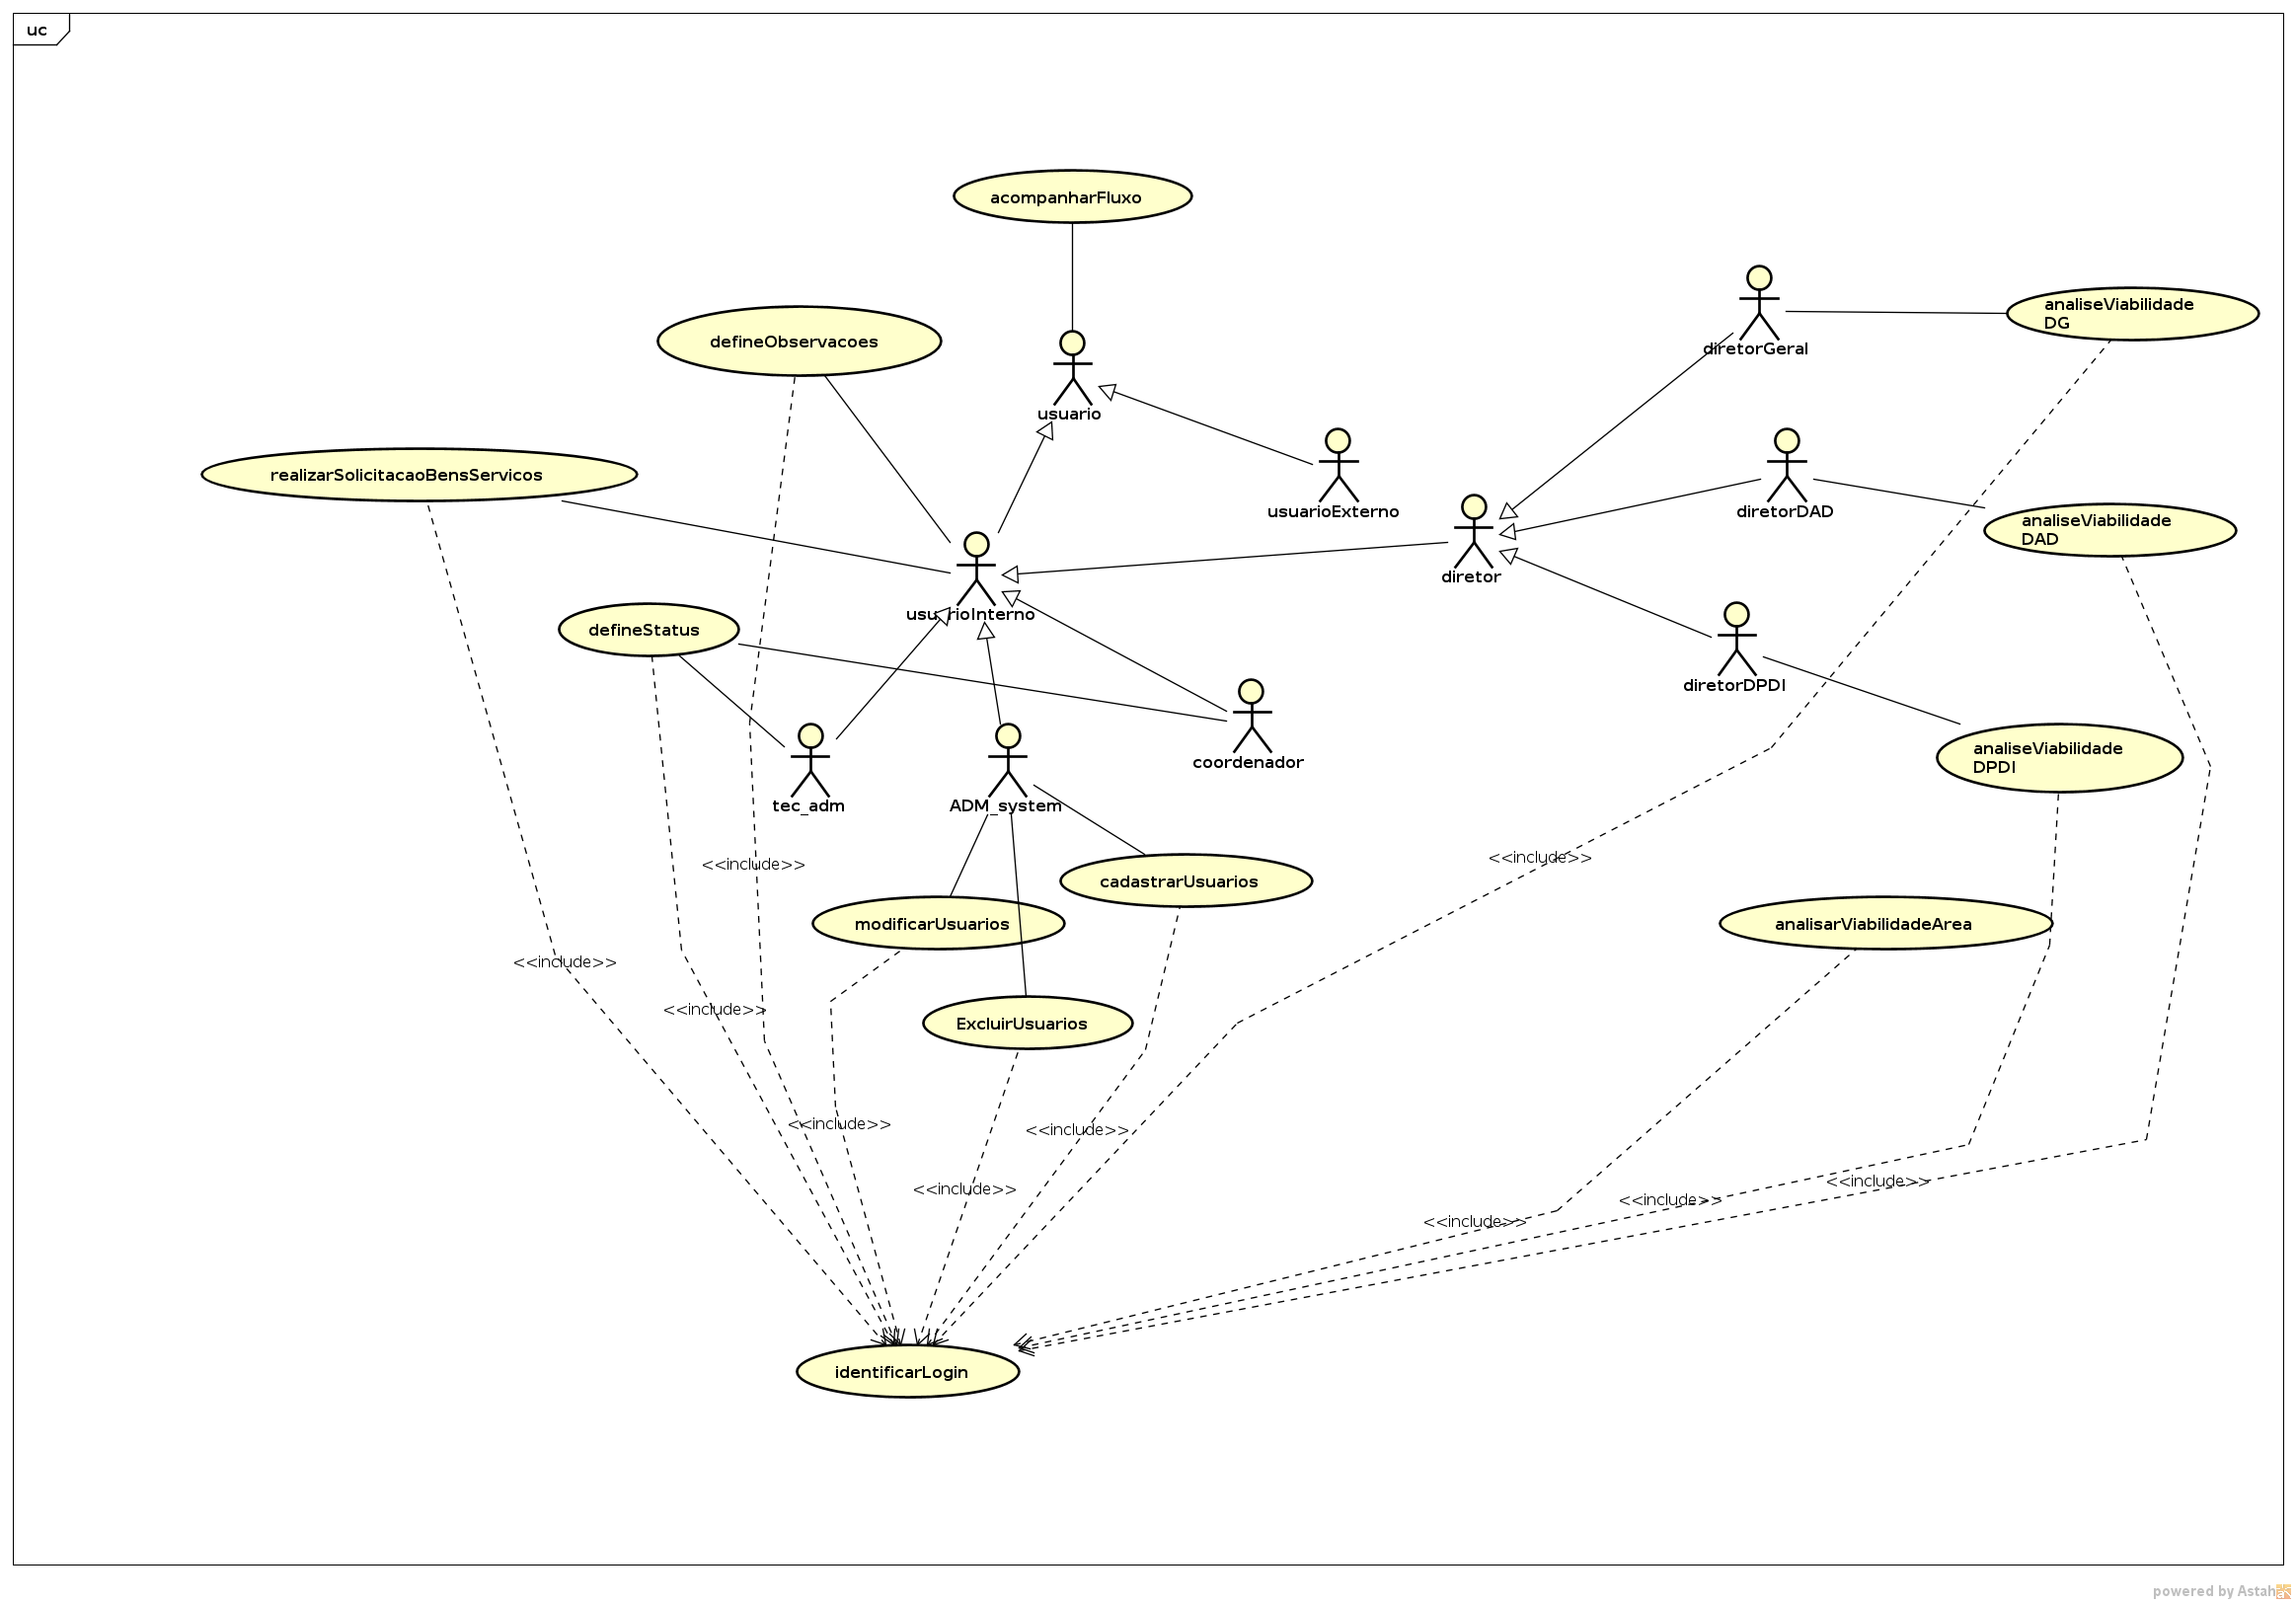 uc
acompanharFluxo
defineObservacoes
usuario
diretorGeral
analiseViabilidade
DG
realizarSolicitacaoBensServicos
usuarioExterno
diretorDAD
analiseViabilidade
DAD
diretor
usuarioInterno
defineStatus
diretorDPDI
coordenador
analiseViabilidade
DPDI
tec_adm
ADM_system
<<include>>
<<include>>
cadastrarUsuarios
modificarUsuarios
analisarViabilidadeArea
<<include>>
<<include>>
ExcluirUsuarios
<<include>>
<<include>>
<<include>>
<<include>>
<<include>>
<<include>>
identificarLogin
powered by Astah